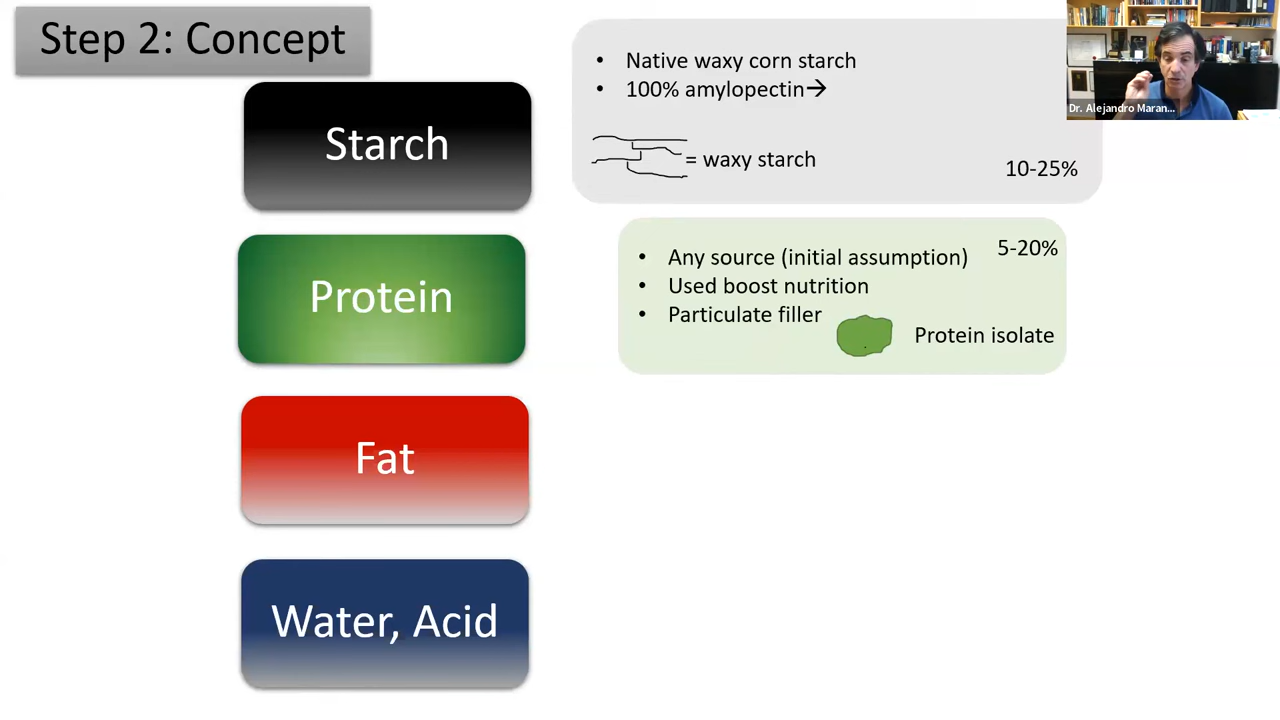 Step 2: Concept
Dr. Alejandro Maran...
Starch
• Native waxy corn starch
• 100% amylopectin→
= waxy starch
10-25%
Protein
5-20%
• Any source (initial assumption)
• Used boost nutrition
• Particulate filler
Protein isolate
Fat
Water, Acid